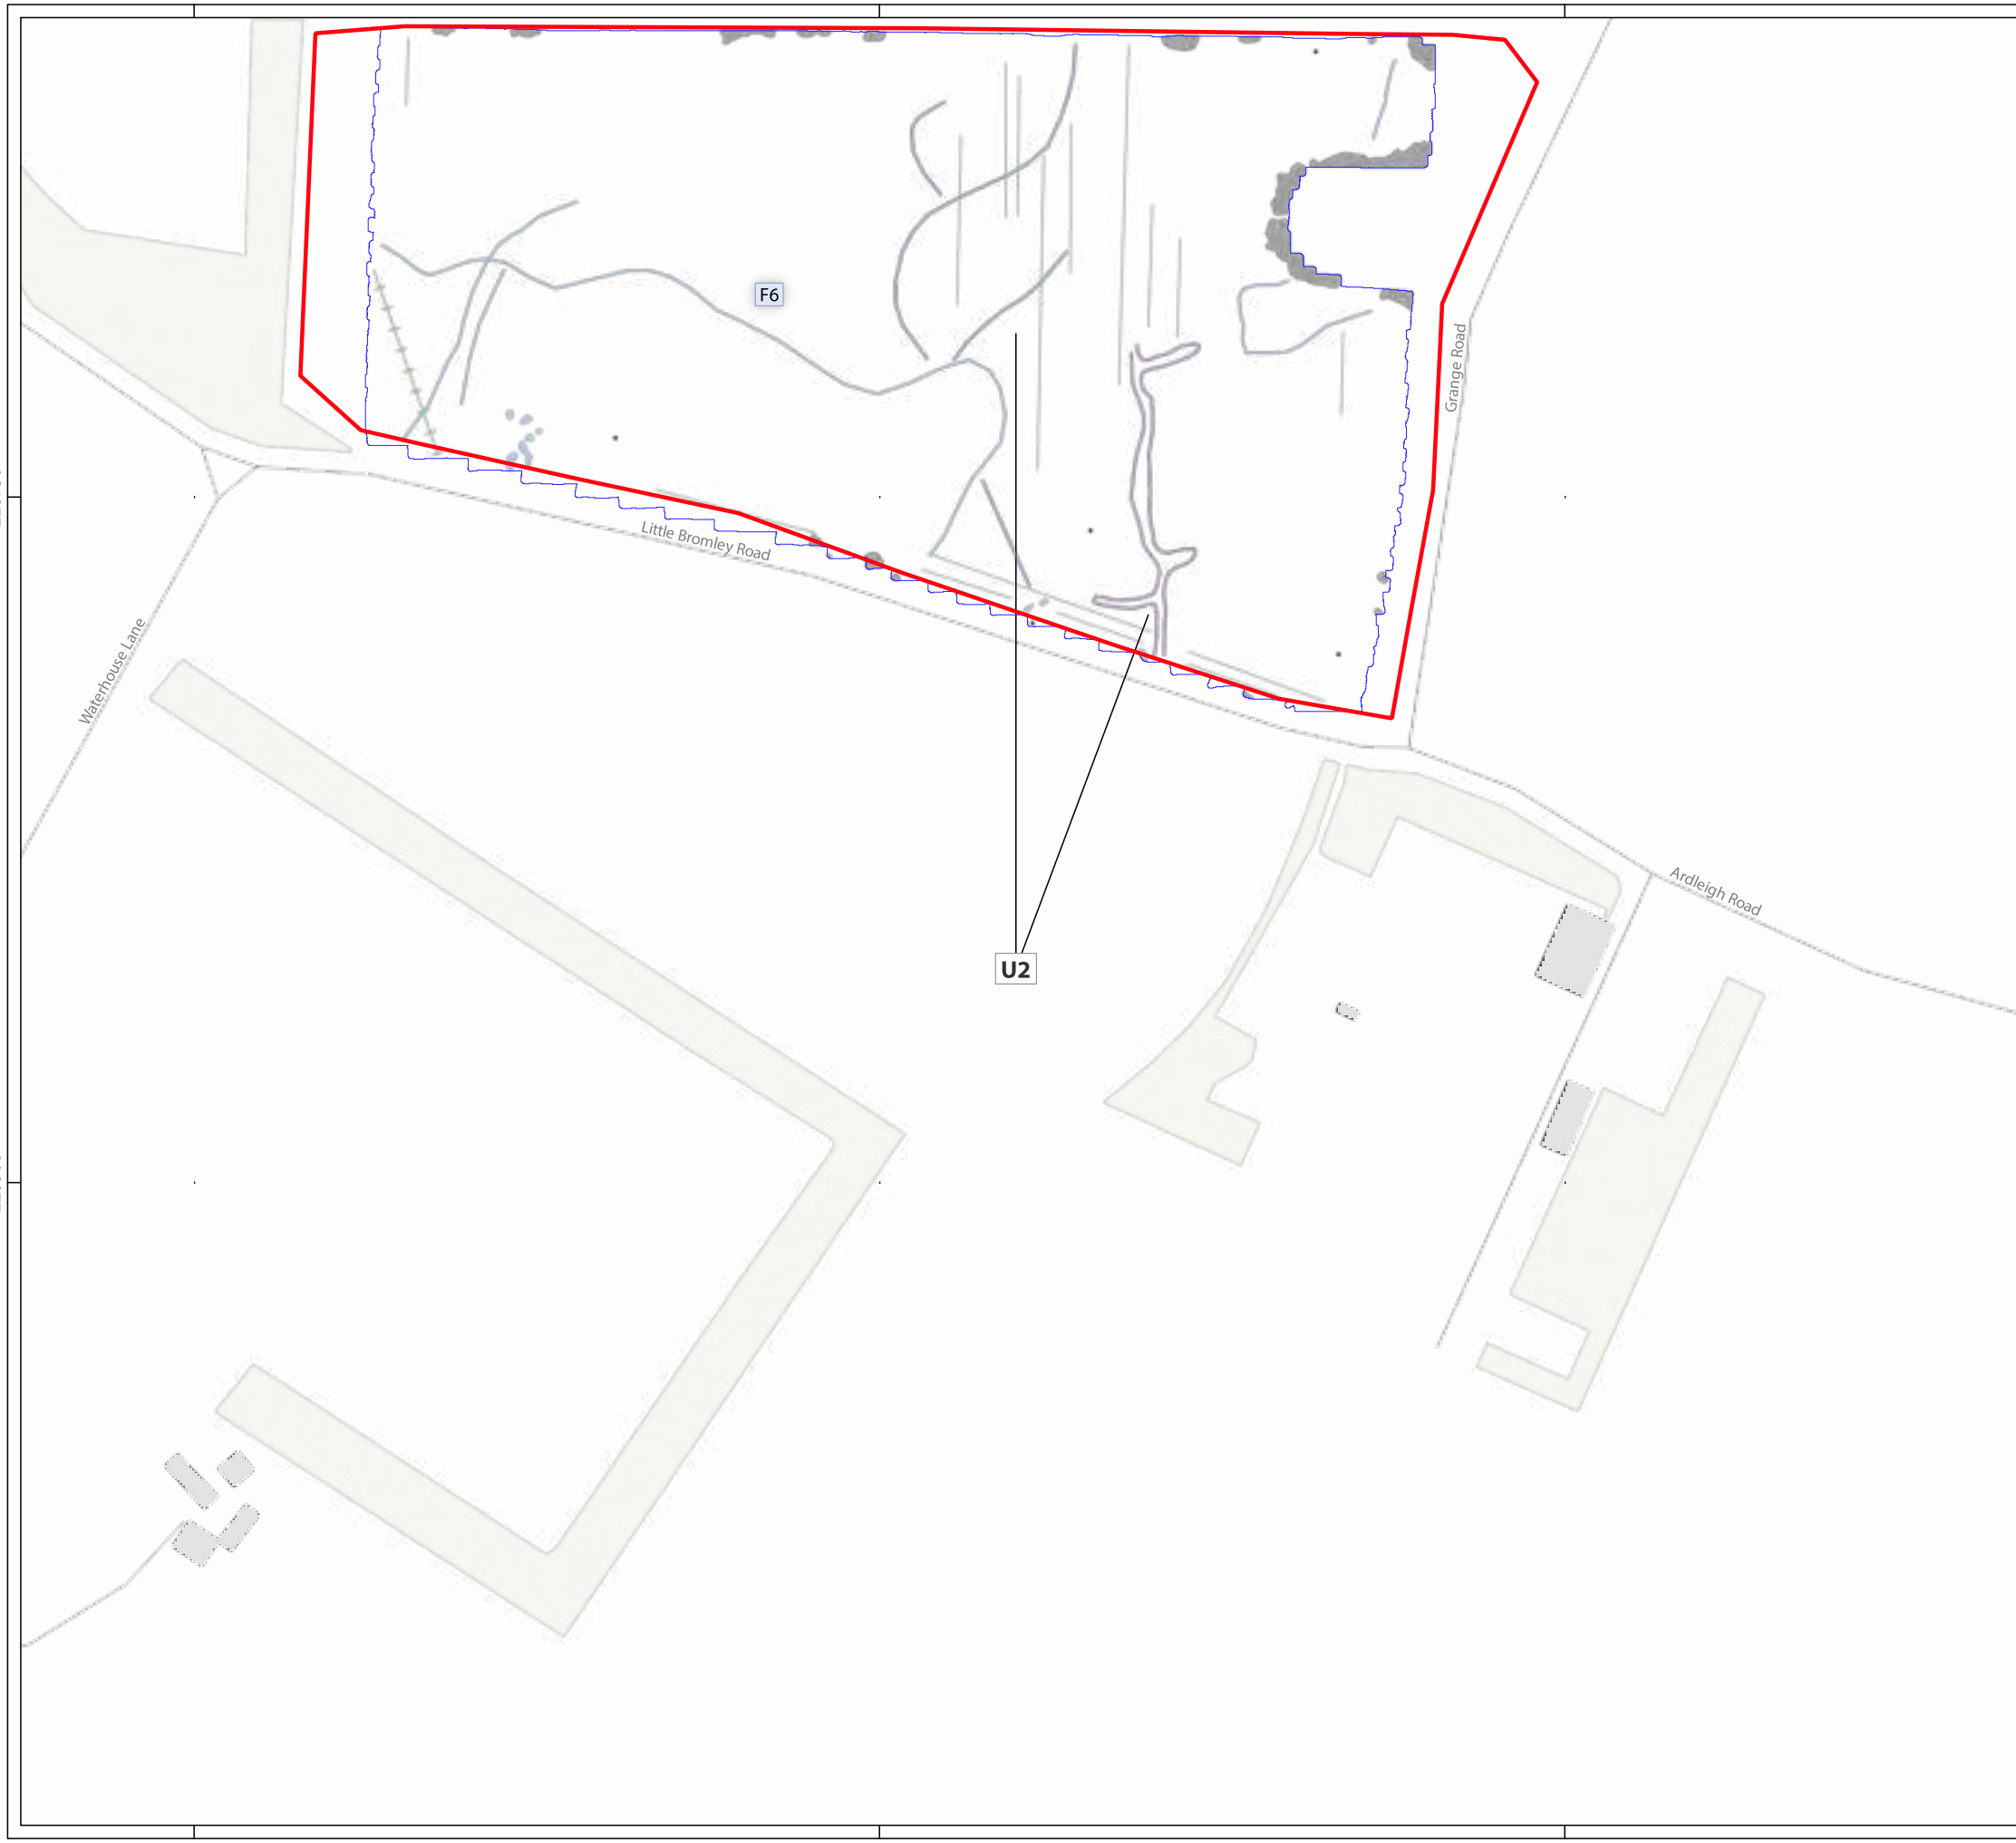 F6
Grange Road
Little Bromley Road
Waterhouse Lane
Ardleigh Road
U2